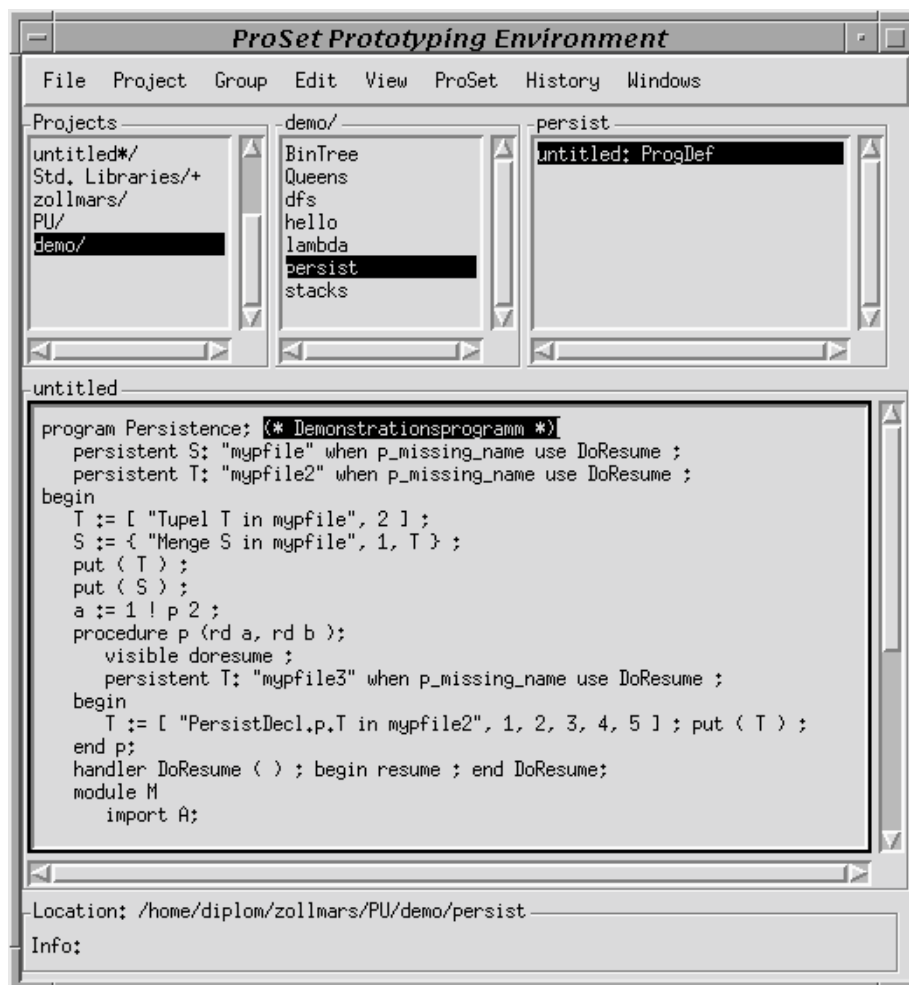 ProSet Prototyping Environment
File Project Group Edit View ProSet History Windows
Projects
untitled*/
Std. Libraries/+
zollmars/
PU/
demo/
demo/
BinTree
Queens
dfs
hello
lambda
persist
stacks
persist
untitled: ProgDef
untitled
program Persistence; (* Demonstrationsprogramm *)
persistent S: "mypfile" when p_missing_name use DoResume ;
persistent T: "mypfile2" when p_missing_name use DoResume ;
begin
T := [ "Tupel T in mypfile", 2 ] ;
S := { "Menge S in mypfile", 1, T } ;
put ( T ) ;
put ( S ) ;
a := 1 ! p 2 ;
procedure p (rd a, rd b );
visible doresume ;
persistent T: "mypfile3" when p_missing_name use DoResume ;
begin
T := [ "PersistDecl.p.T in mypfile2", 1, 2, 3, 4, 5 ] ; put ( T ) ;
end p;
handler DoResume ( ) ; begin resume ; end DoResume;
module M
import A;
Location: /home/diplom/zollmars/PU/demo/persist
Info: